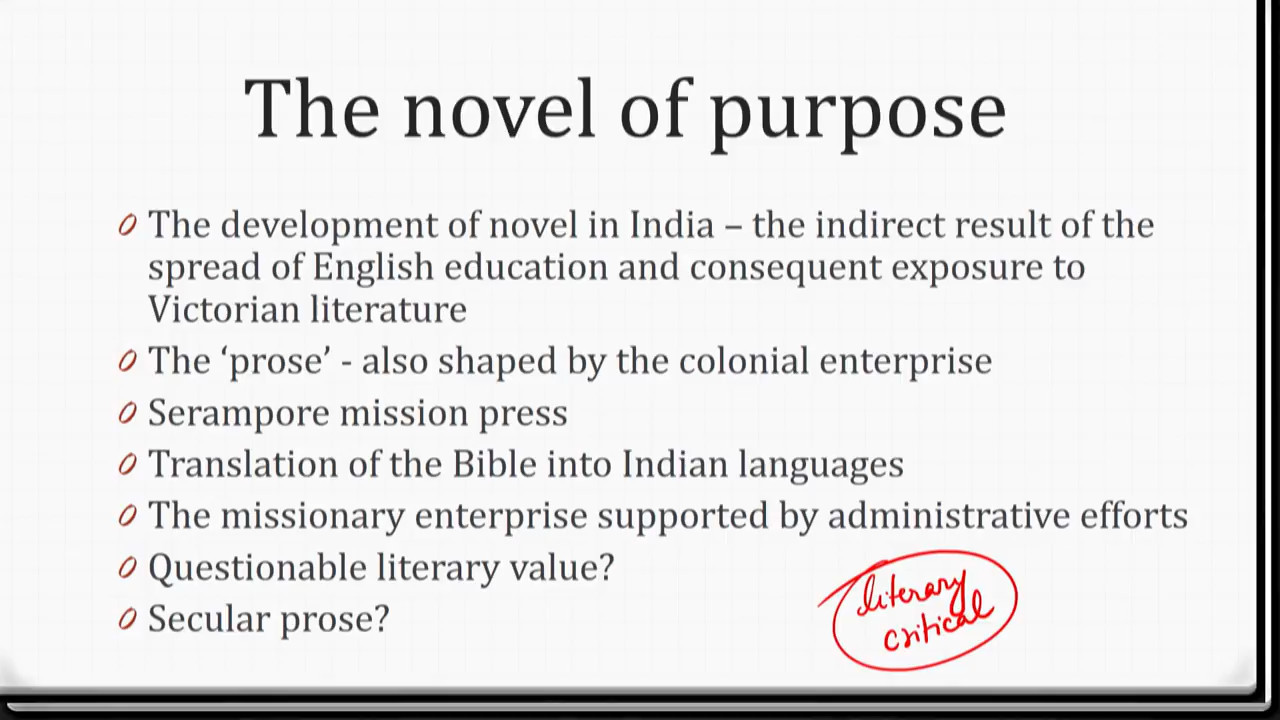 The novel of purpose
The development of novel in India – the indirect result of the
spread of English education and consequent exposure to
Victorian literature
The ‘prose’ - also shaped by the colonial enterprise
Serampore mission press
Translation of the Bible into Indian languages
The missionary enterprise supported by administrative efforts
Questionable literary value?
Secular prose?
literary
critical